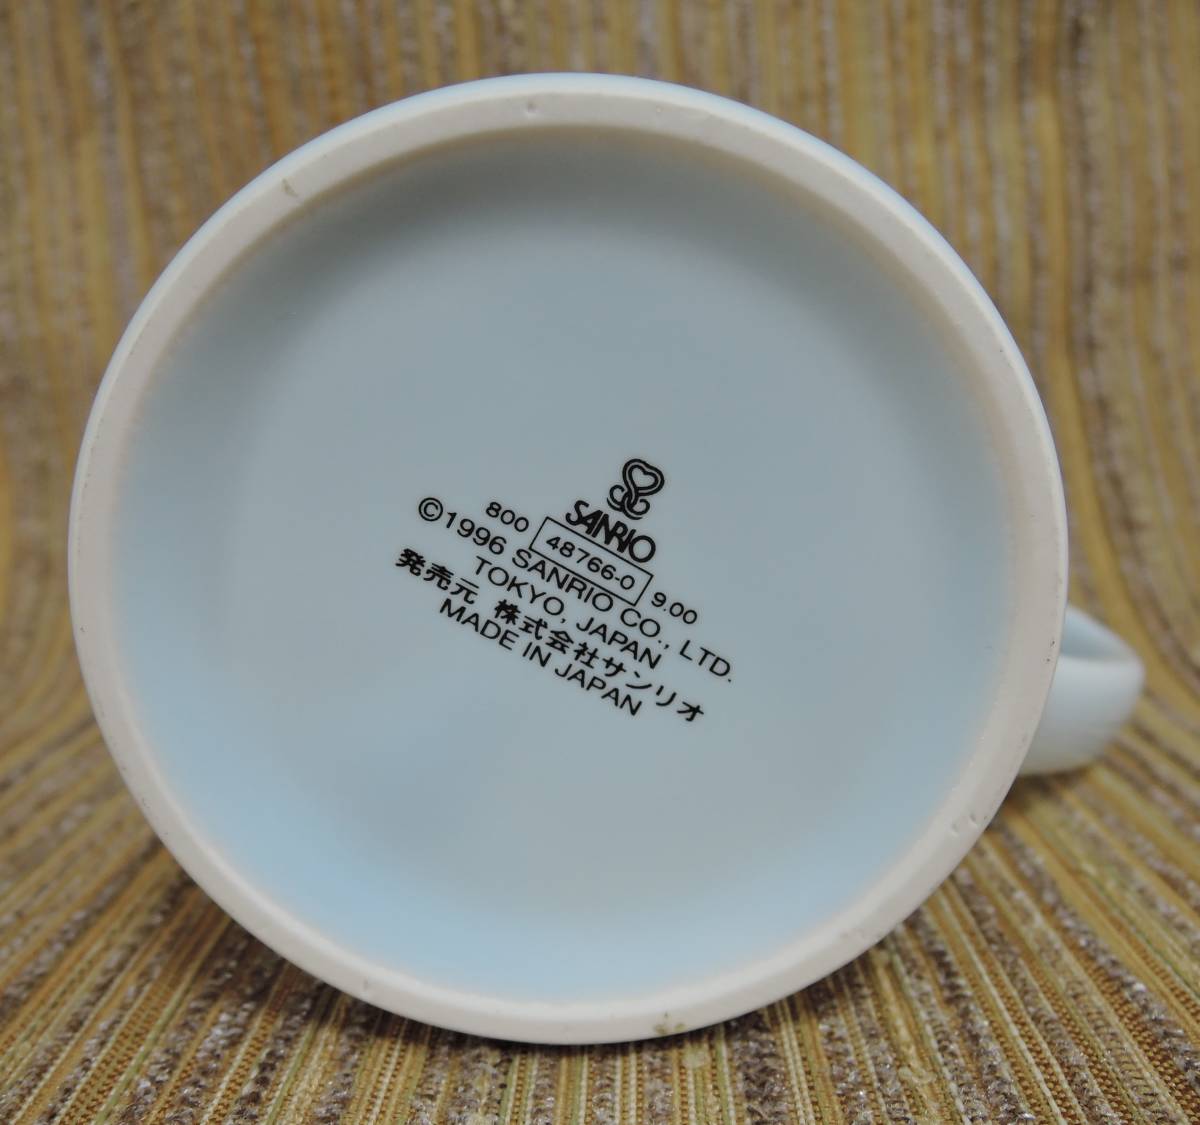 SANRIO
800 48766-0 9.00
©1996 SANRIO CO., LTD.
TOKYO, JAPAN
発売元 株式会社サンリオ
MADE IN JAPAN